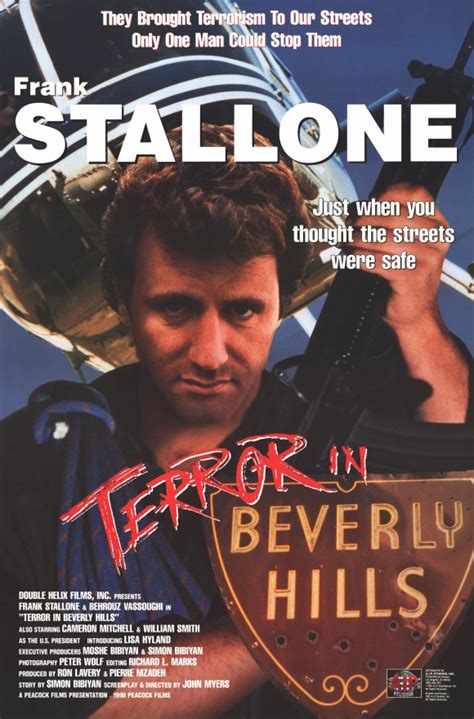 They Brought Terrorism To Our Streets
Only One Man Could Stop Them
Frank
STALLONE
Just when you
thought the streets
were safe
TERROR IN
BEVERLY
HILLS
DOUBLE HELIX FILMS, INC. PRESENTS
FRANK STALLONE & BEHROUZ VASSOUGHI IN
"TERROR IN BEVERLY HILLS"
ALSO STARRING CAMERON MITCHELL & WILLIAM SMITH
AS THE U.S. PRESIDENT INTRODUCING LISA HYLAND
EXECUTIVE PRODUCERS MOSHE BIBIYAN & SIMON BIBIYAN
PHOTOGRAPHY PETER WOLF EDITING RICHARD L. MARKS
PRODUCED BY RON LAVERY & PIERRE MZADEH
STORY BY SIMON BIBIYAN SCREENPLAY & DIRECTED BY JOHN MYERS
A PEACOCK FILMS PRESENTATION 1990 PEACOCK FILMS